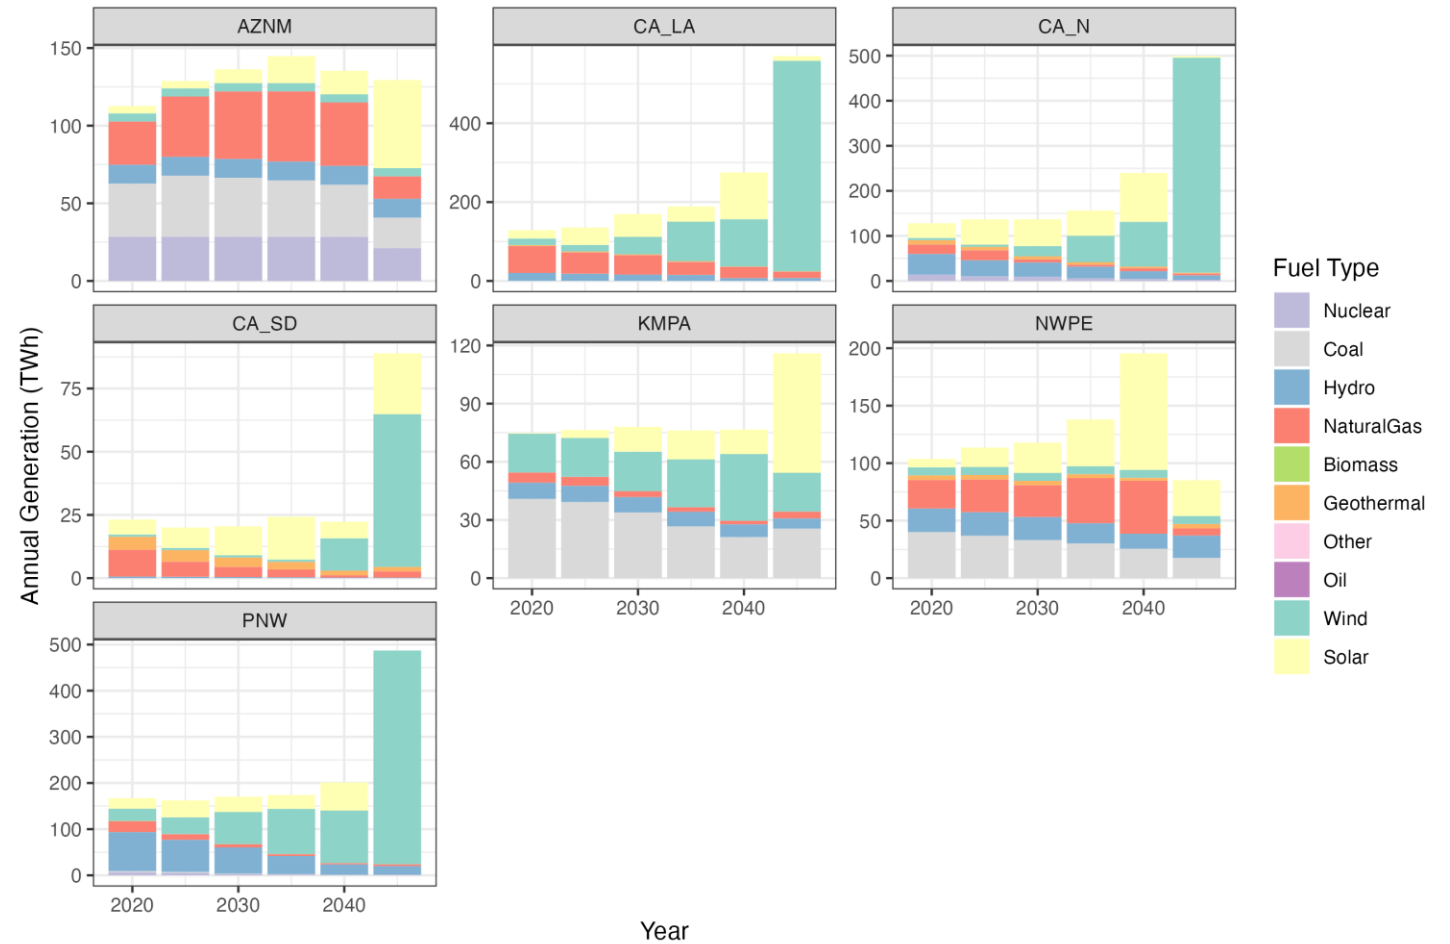 AZNM
CA_LA
CA_N
150
100
50
0
400
200
0
500
400
300
200
100
0
CA_SD
KMPA
NWPE
75
50
25
0
120
90
60
30
0
2020
2030
2040
200
150
100
50
0
2020
2030
2040
PNW
500
400
300
200
100
0
2020
2030
2040
Annual Generation (TWh)
Year
Fuel Type
Nuclear
Coal
Hydro
NaturalGas
Biomass
Geothermal
Other
Oil
Wind
Solar